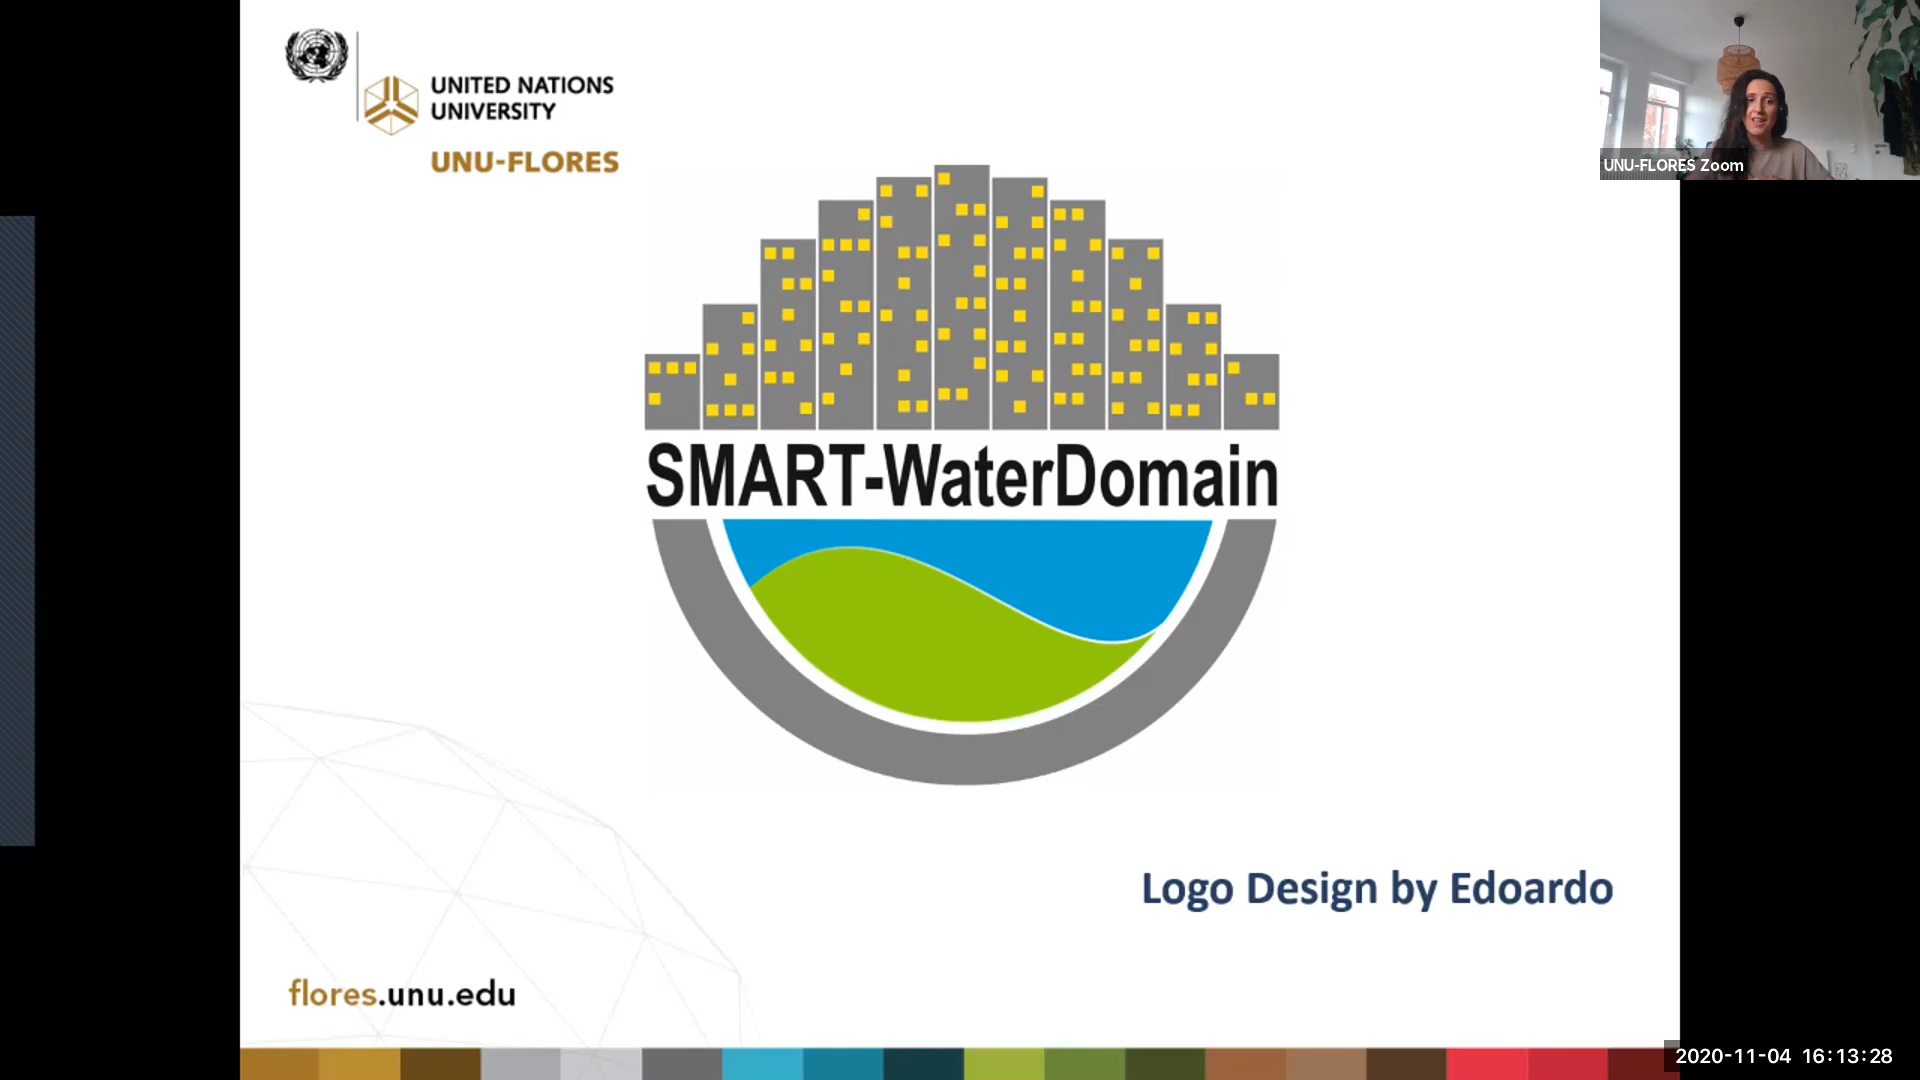 UNITED NATIONS
UNIVERSITY
UNU-FLORES
UNU-FLORES Zoom
SMART-WaterDomain
Logo Design by Edoardo
flores.unu.edu
2020-11-04 16:13:28